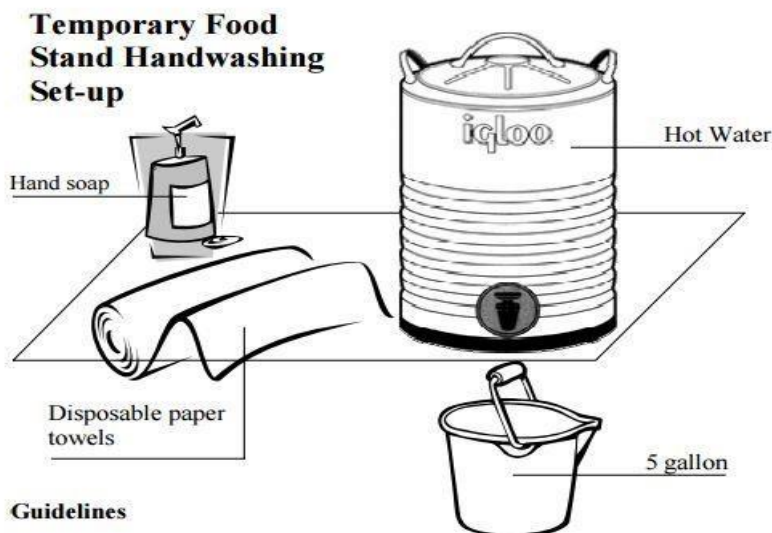 Temporary Food
Stand Handwashing
Set-up
igloo
Hot Water
Hand soap
Disposable paper
towels
5 gallon
Guidelines